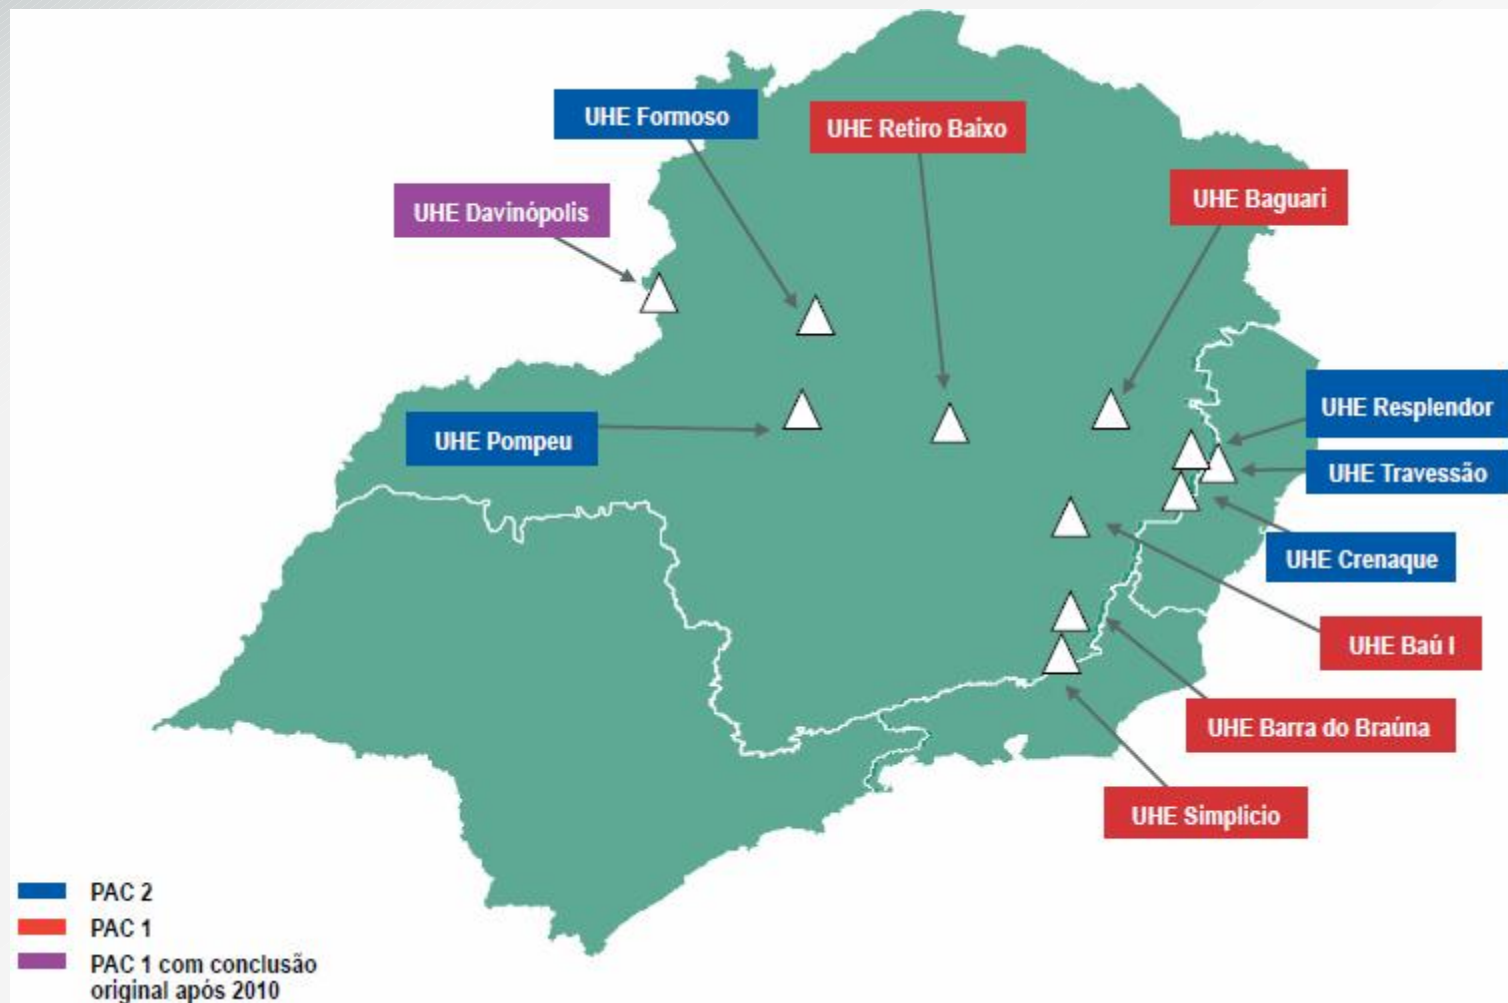 UHE Formoso
UHE Retiro Baixo
UHE Baguari
UHE Davinópolis
UHE Resplendor
UHE Pompeu
UHE Travessão
UHE Crenaque
UHE Baú I
UHE Barra do Braúna
UHE Simplicio
PAC 2
PAC 1
PAC 1 com conclusão
original após 2010